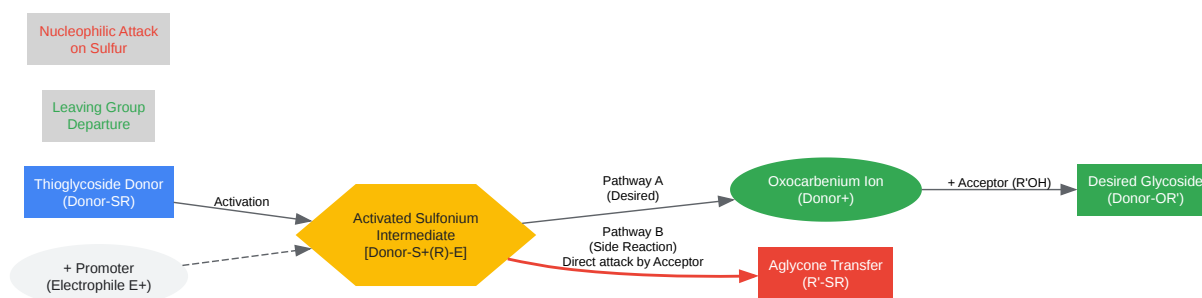 Nucleophilic Attack
on Sulfur
Leaving Group
Departure
Thioglycoside Donor
(Donor-SR)
+ Promoter
(Electrophile E+)
Activation
Activated Sulfonium
Intermediate
[Donor-S+(R)-E]
Pathway A
(Desired)
Pathway B
(Side Reaction)
Direct attack by Acceptor
Oxocarbenium Ion
(Donor+)
Aglycone Transfer
(R'-SR)
+ Acceptor (R'OH)
Desired Glycoside
(Donor-OR')